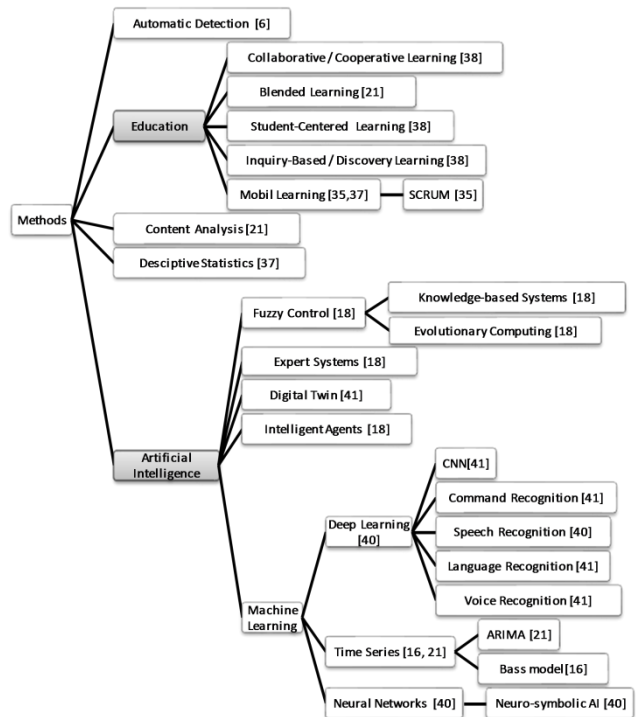 Automatic Detection [6]
Collaborative / Cooperative Learning [38]
Blended Learning [21]
Education
Student-Centered Learning [38]
Inquiry-Based / Discovery Learning [38]
Mobil Learning [35,37]
SCRUM [35]
Methods
Content Analysis [21]
Desciptive Statistics [37]
Knowledge-based Systems [18]
Fuzzy Control [18]
Evolutionary Computing [18]
Expert Systems [18]
Digital Twin [41]
Intelligent Agents [18]
Artificial
Intelligence
CNN[41]
Command Recognition [41]
Deep Learning
[40]
Speech Recognition [40]
Language Recognition [41]
Voice Recognition [41]
Machine
Learning
ARIMA [21]
Time Series [16, 21]
Bass model[16]
Neural Networks [40]
Neuro-symbolic AI [40]